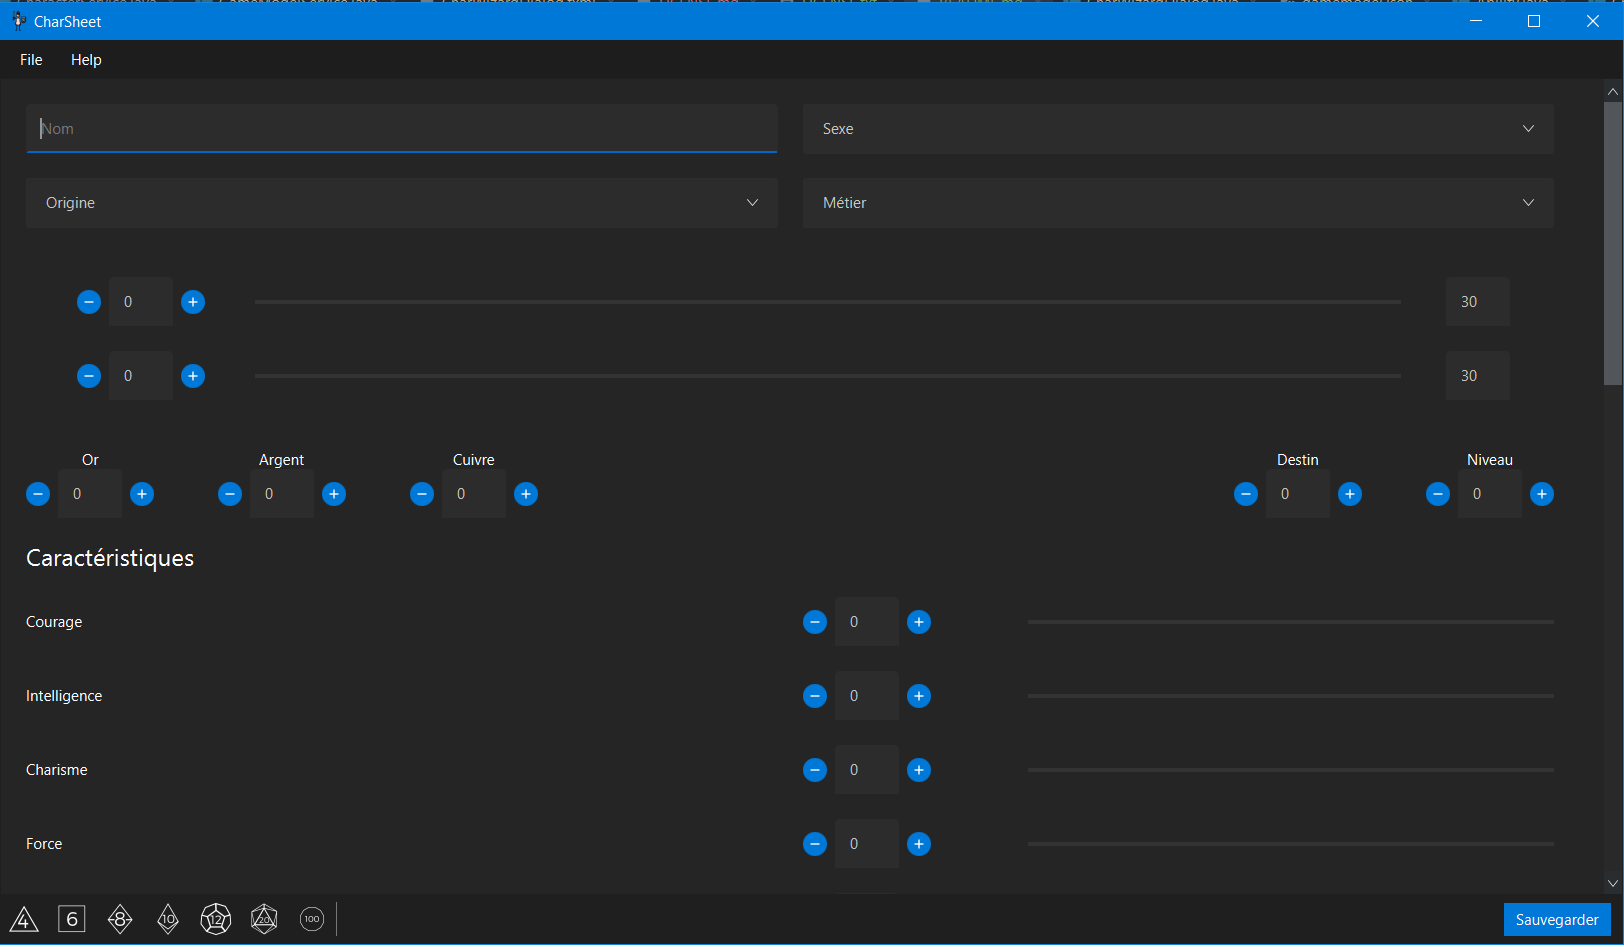 CharSheet
File Help
Nom Sexe
Origine Métier
0 30
0 30
Or Argent Cuivre Destin Niveau
0 0 0 0 0
Caractéristiques
Courage 0
Intelligence 0
Charisme 0
Force 0
4 6 8 10 12 20 100 Sauvegarder